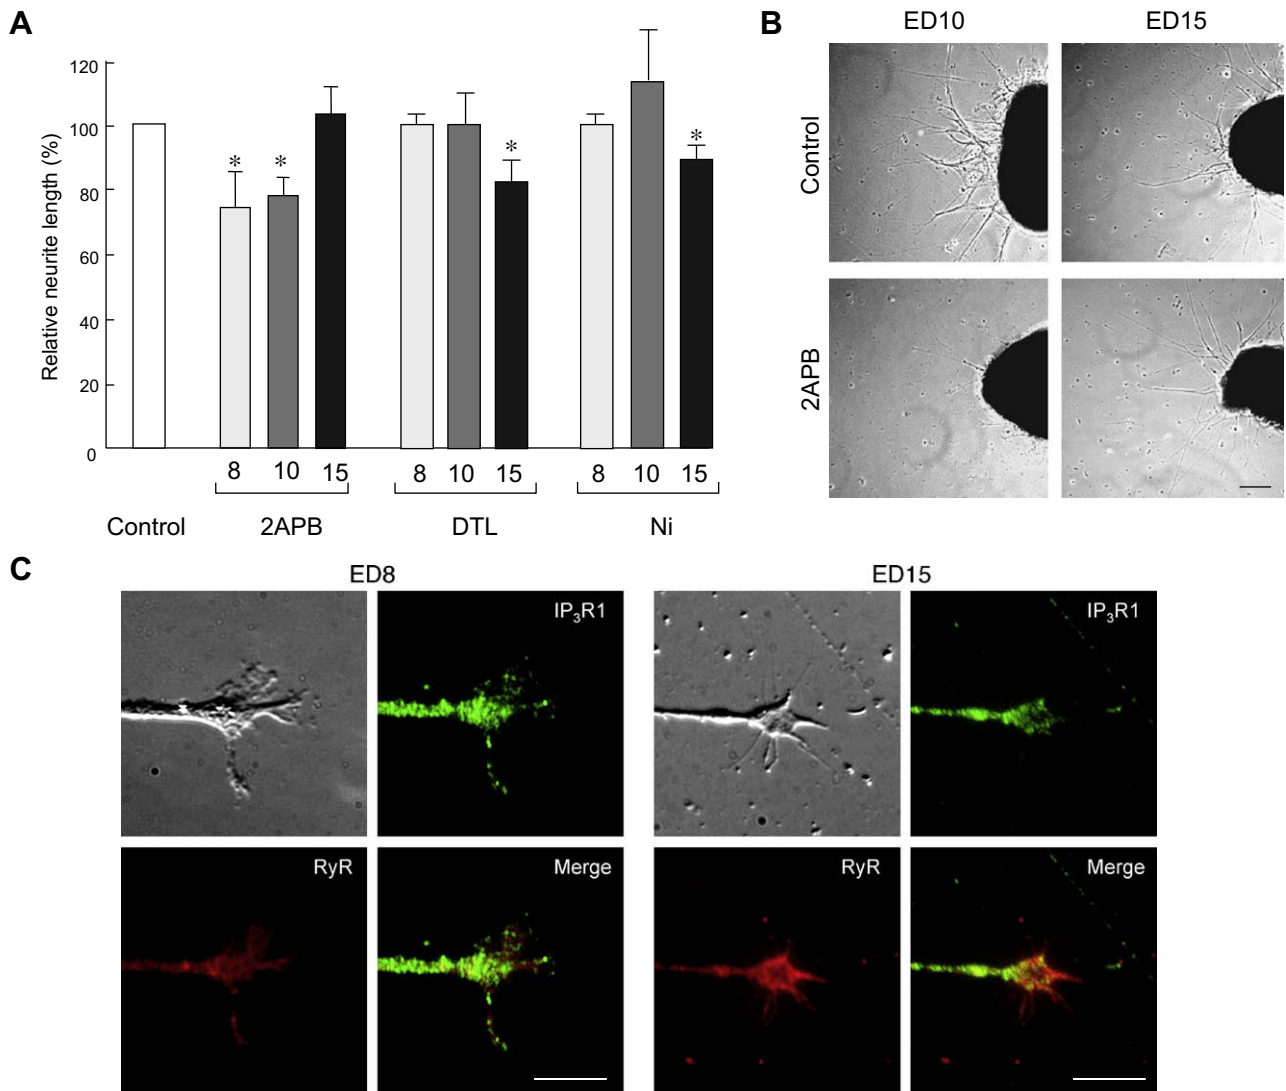 A
Relative neurite length (%)
120
100
80
60
40
20
0
*
*
*
*
8 10 15
8 10 15
8 10 15
Control 2APB DTL Ni
B
ED10 ED15
Control
2APB
C
ED8 ED15
IP₃R1
IP₃R1
RyR Merge
RyR Merge